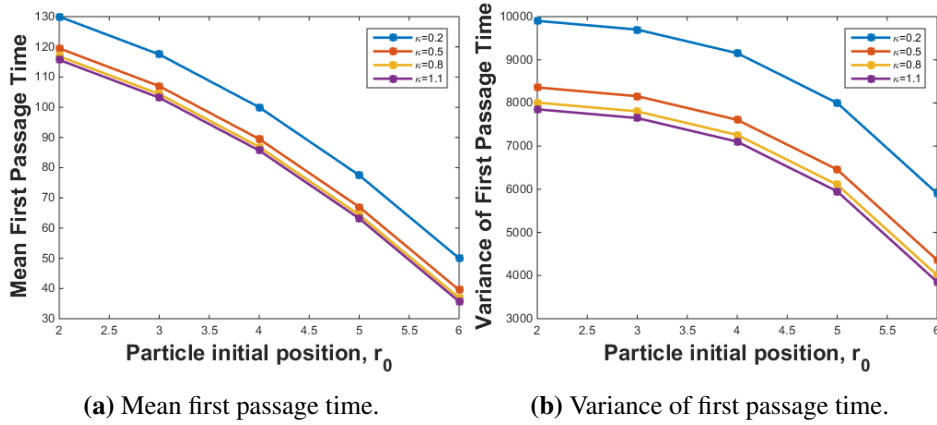 Mean First Passage Time
130
120
110
100
90
80
70
60
50
40
30
2
2.5
3
3.5
4
4.5
5
5.5
6
Particle initial position, r0
κ=0.2
κ=0.5
κ=0.8
κ=1.1
(a) Mean first passage time.
Variance of First Passage Time
10000
9000
8000
7000
6000
5000
4000
3000
2
2.5
3
3.5
4
4.5
5
5.5
6
Particle initial position, r0
κ=0.2
κ=0.5
κ=0.8
κ=1.1
(b) Variance of first passage time.